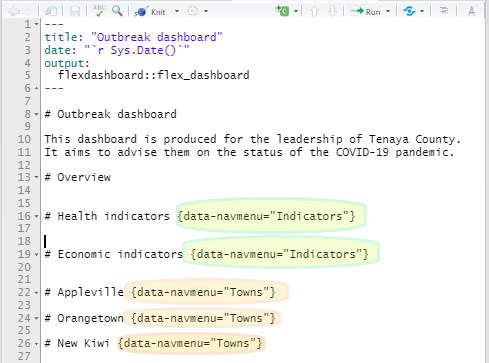 Knit
Run
1 ---
2 title: "Outbreak dashboard"
3 date: "`r Sys.Date()`"
4 output:
5 flexdashboard::flex_dashboard
6 ---
7
8 # Outbreak dashboard
9
10 This dashboard is produced for the leadership of Tenaya County.
11 It aims to advise them on the status of the COVID-19 pandemic.
12
13 # Overview
14
15
16 # Health indicators {data-navmenu="Indicators"}
17
18
19 # Economic indicators {data-navmenu="Indicators"}
20
21
22 # Appleville {data-navmenu="Towns"}
23
24 # Orangetown {data-navmenu="Towns"}
25
26 # New Kiwi {data-navmenu="Towns"}
27